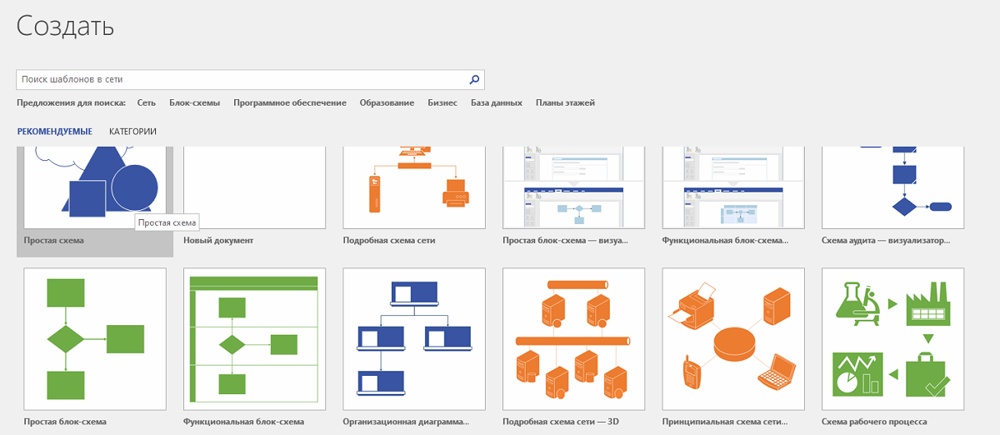 Создать
Поиск шаблонов в сети
Предложения для поиска: Сеть Блок-схемы Программное обеспечение Образование Бизнес База данных Планы этажей
РЕКОМЕНДУЕМЫЕ КАТЕГОРИИ
Простая схема
Простая схема Новый документ Подробная схема сети Простая блок-схема — визуа... Функциональная блок-схема... Схема аудита — визуализатор...
Простая блок-схема Функциональная блок-схема Организационная диаграмма... Подробная схема сети — 3D Принципиальная схема сети... Схема рабочего процесса